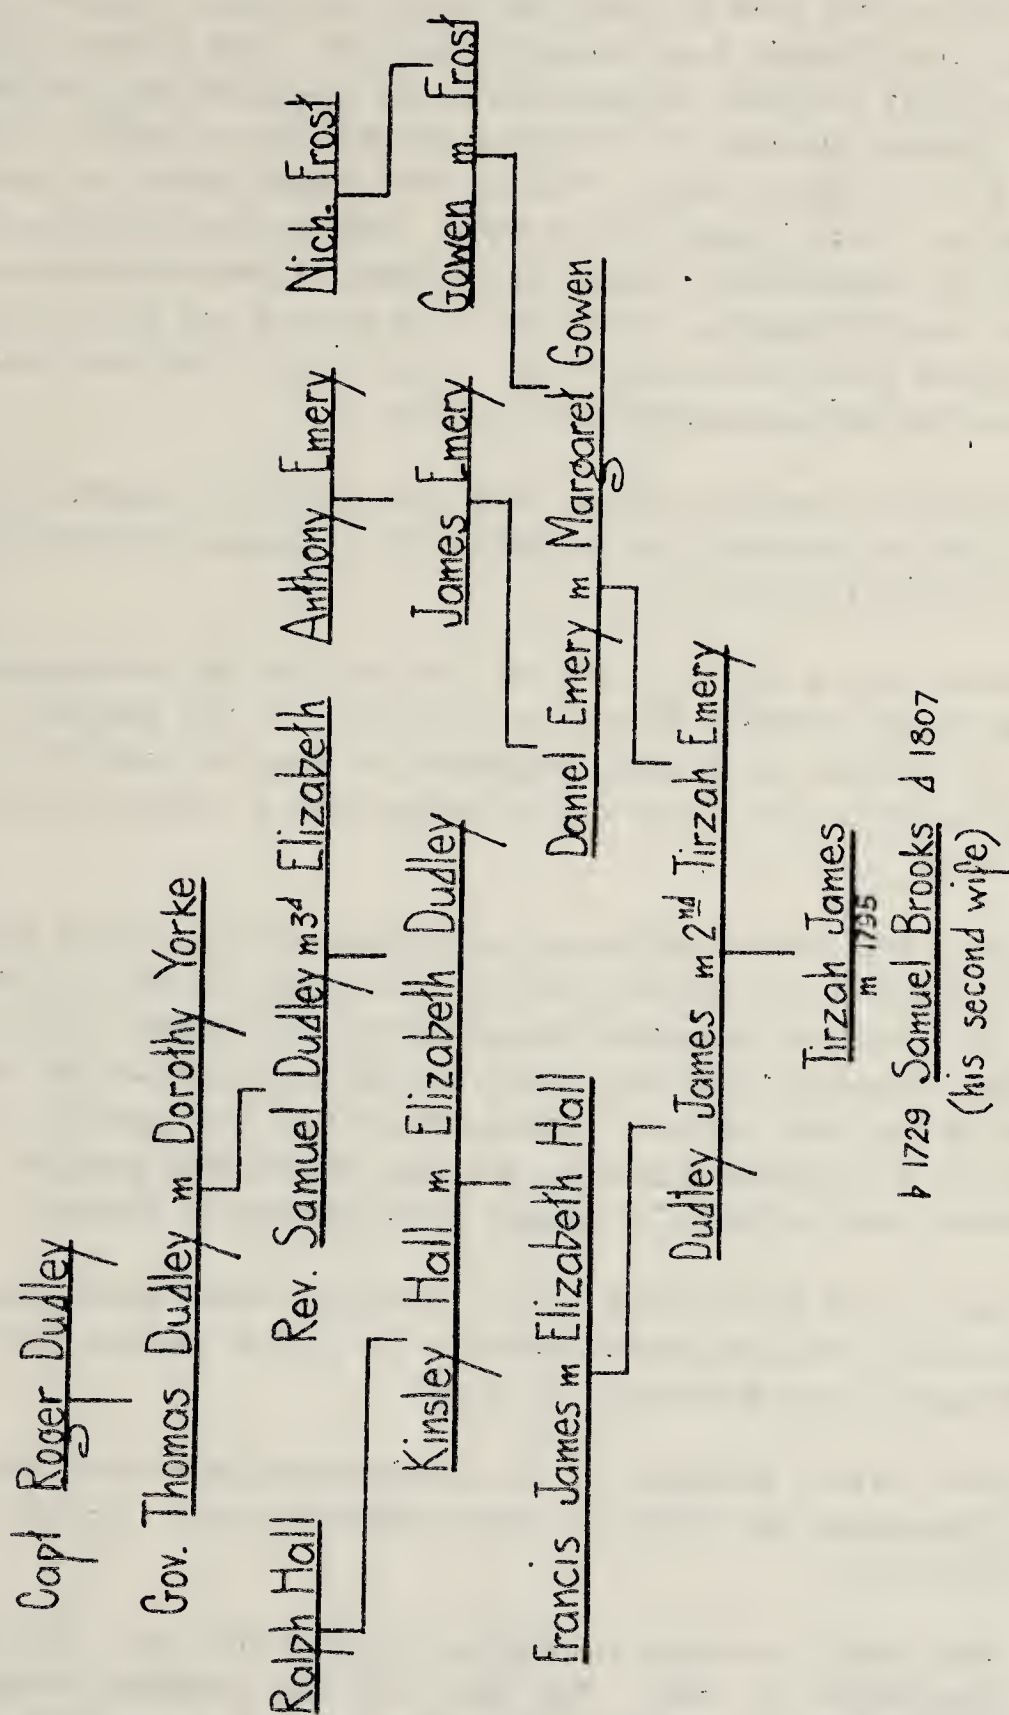 Capt Roger Dudley
Gov. Thomas Dudley m Dorothy Yorke
Ralph Hall Rev. Samuel Dudley m3d Elizabeth Anthony Emery Nich. Frost
Kinsley Hall m Elizabeth Dudley James Emery Gowen m. Frost
Francis James m Elizabeth Hall Daniel Emery m Margaret Gowen
Dudley James m 2nd Tirzah Emery
Tirzah James
m 1795
b 1729 Samuel Brooks d 1807
(his second wife)